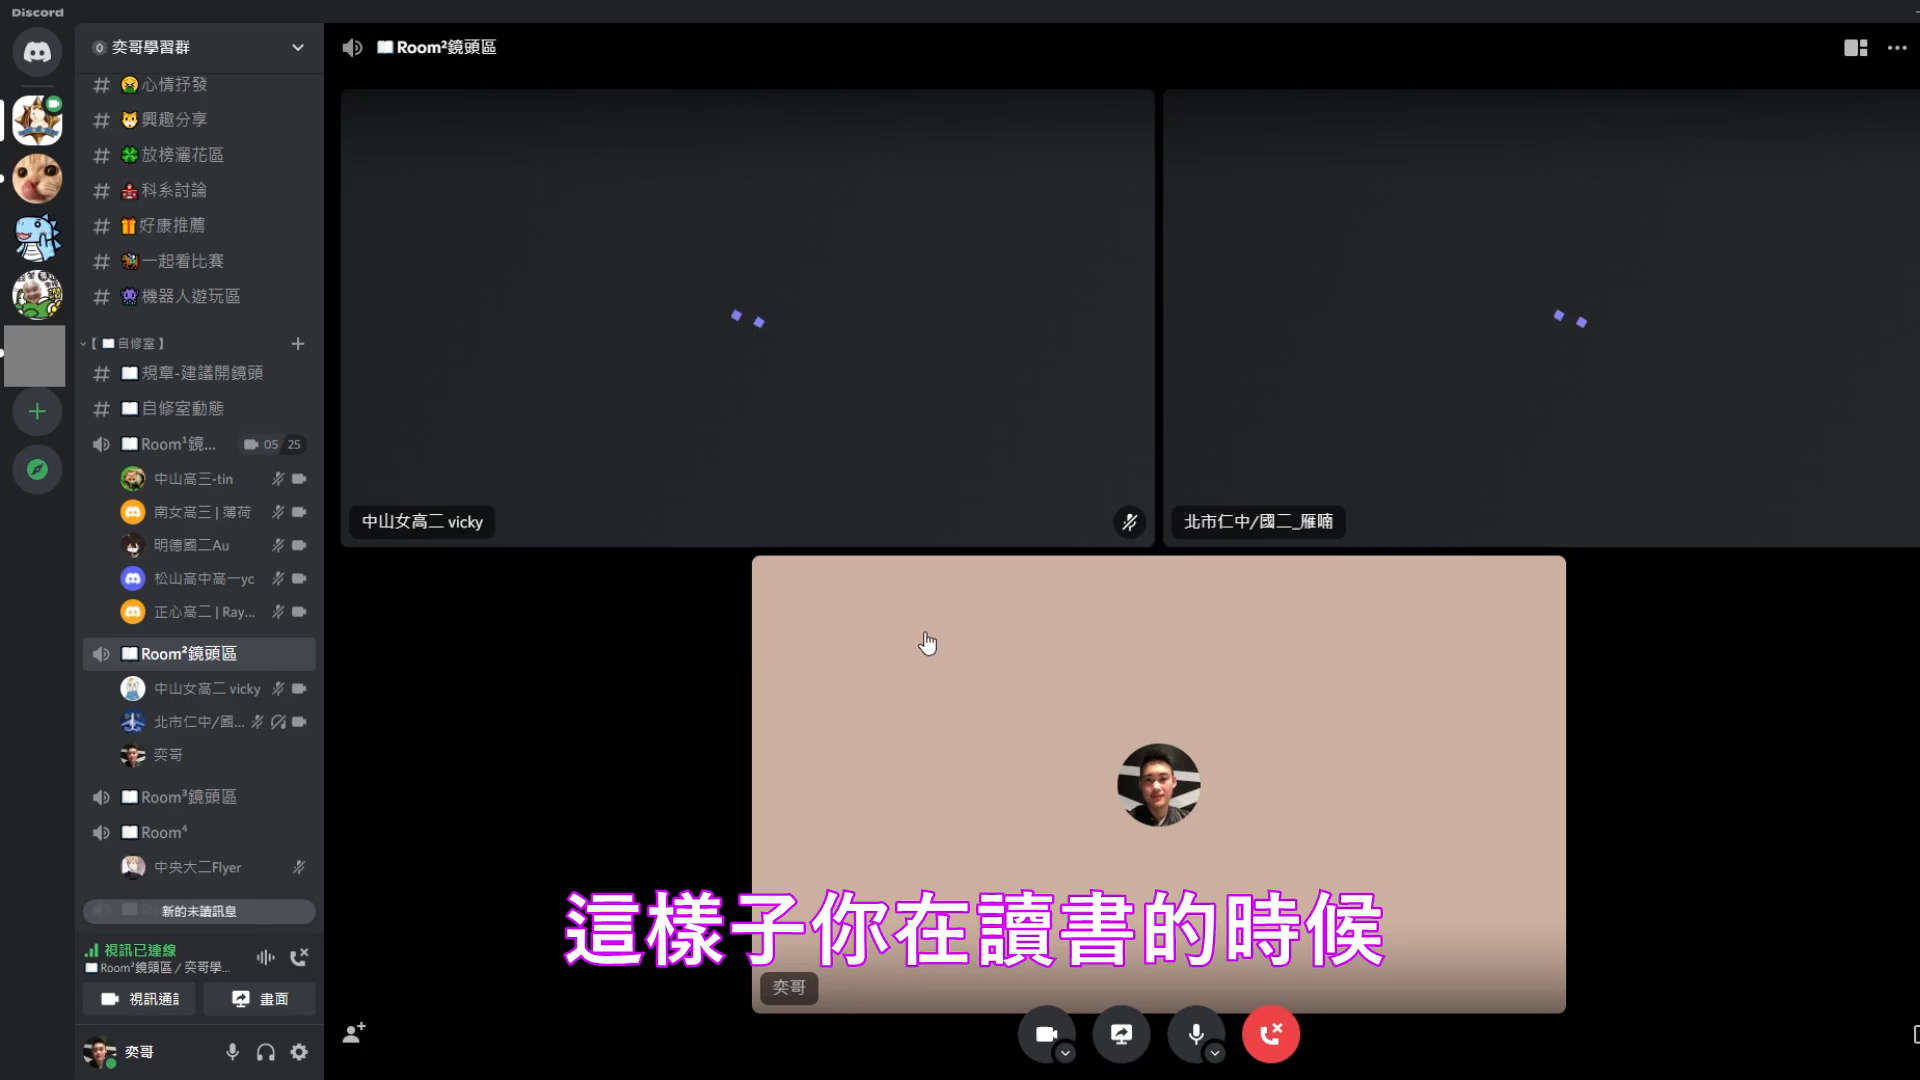 Discord
奕哥學習群
心情抒發
興趣分享
放榜灑花區
科系討論
好康推薦
一起看比賽
機器人遊玩區
【自修室】
規章-建議開鏡頭
自修室動態
Room¹鏡... 05 25
中山高三-tin
南女高三 | 薄荷
明德國二Au
松山高中高一yc
正心高二 | Ray...
Room²鏡頭區
中山女高二 vicky
北市仁中/國...
奕哥
Room³鏡頭區
Room⁴
中央大二Flyer
新的未讀訊息
視訊已連線
Room²鏡頭區 / 奕哥學...
視訊通話
畫面
奕哥
Room²鏡頭區
中山女高二 vicky
北市仁中/國二_雁喃
這樣子你在讀書的時候
奕哥